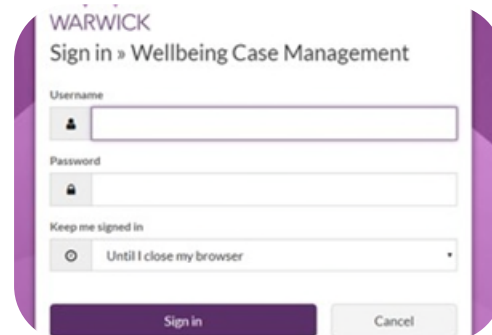 WARWICK
Sign in » Wellbeing Case Management
Username
Password
Keep me signed in
Until I close my browser
Sign in
Cancel